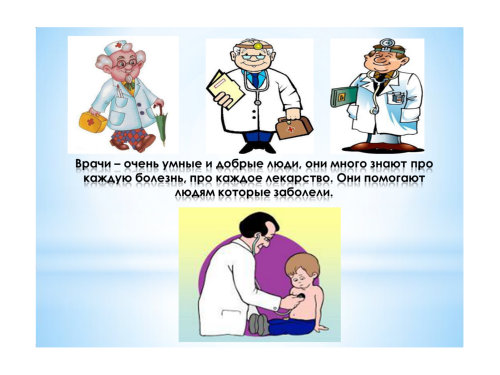 Врачи – очень умные и добрые люди, они много знают про
каждую болезнь, про каждое лекарство. Они помогают
людям которые заболели.